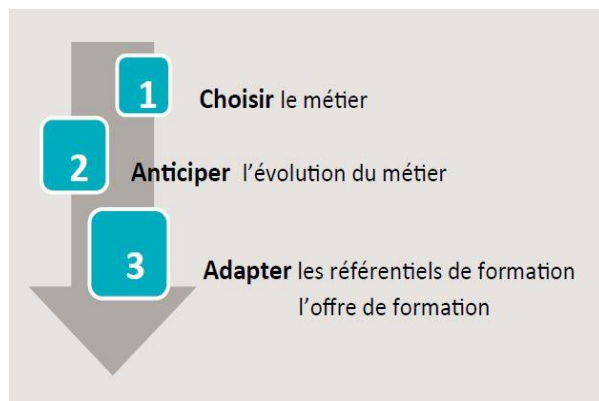 1
Choisir le métier
2
Anticiper l'évolution du métier
3
Adapter les référentiels de formation
l'offre de formation